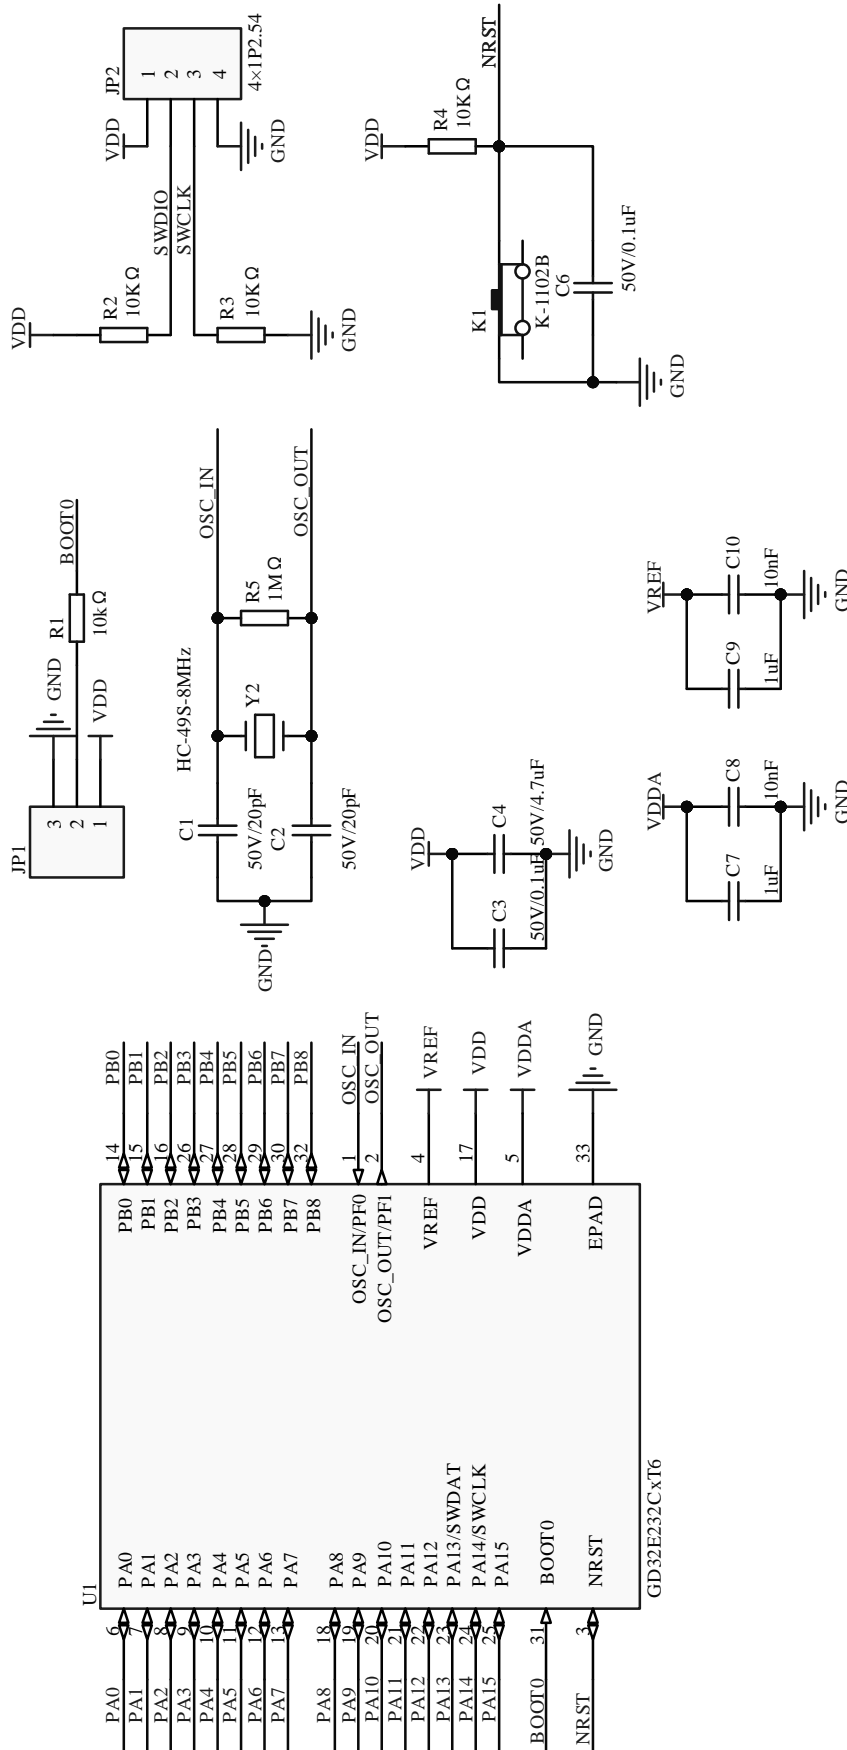 U1
PA0 6 PA0
PA1 7 PA1
PA2 8 PA2
PA3 9 PA3
PA4 10 PA4
PA5 11 PA5
PA6 12 PA6
PA7 13 PA7
PA8 18 PA8
PA9 19 PA9
PA10 20 PA10
PA11 21 PA11
PA12 22 PA12
PA13 23 PA13/SWDAT
PA14 24 PA14/SWCLK
PA15 25 PA15
BOOT0 31 BOOT0
NRST 3 NRST
PB0 14 PB0
PB1 15 PB1
PB2 16 PB2
PB3 26 PB3
PB4 27 PB4
PB5 28 PB5
PB6 29 PB6
PB7 30 PB7
PB8 32 PB8
OSC_IN/PF0 1 OSC_IN
OSC_OUT/PF1 2 OSC_OUT
VREF 4 VREF
VDD 17 VDD
VDDA 5 VDDA
EPAD 33 GND
GD32E232CxT6
JP1
3
2
1
GND
VDD
R1
10kΩ
BOOT0
HC-49S-8MHz
C1
50V/20pF
C2
50V/20pF
GND
Y2
R5
1MΩ
OSC_IN
OSC_OUT
VDD
C3
50V/0.1uF
C4
50V/4.7uF
GND
VDDA
C7
1uF
C8
10nF
GND
VREF
C9
1uF
C10
10nF
GND
VDD
R2
10KΩ
R3
10KΩ
GND
SWDIO
SWCLK
VDD
GND
JP2
1
2
3
4
4×1P2.54
VDD
R4
10KΩ
NRST
K1
K-1102B
C6
50V/0.1uF
GND